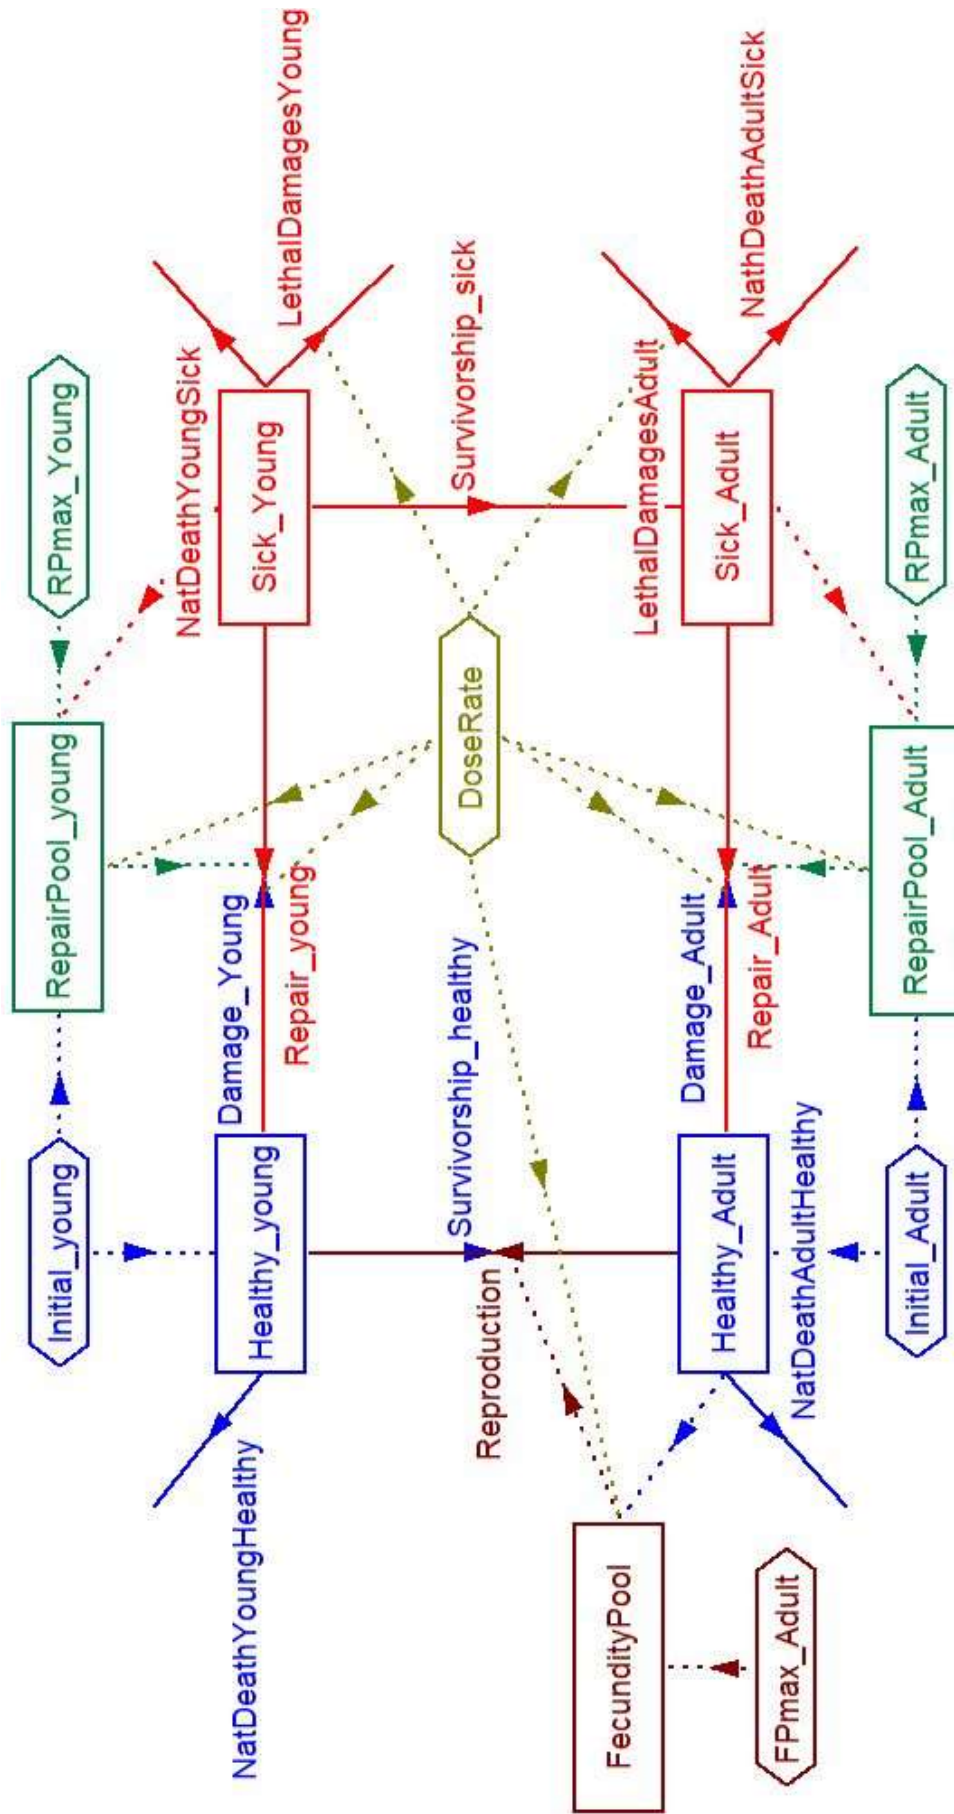 Initial_young
RepairPool_young
RPmax_Young
NatDeathYoungHealthy
Healthy_young
Damage_Young
Repair_young
NatDeathYoungSick
Sick_Young
LethalDamagesYoung
Reproduction
Survivorship_healthy
DoseRate
Survivorship_sick
FecundityPool
Healthy_Adult
Damage_Adult
Repair_Adult
LethalDamagesAdult
Sick_Adult
NathDeathAdultSick
FPmax_Adult
NatDeathAdultHealthy
Initial_Adult
RepairPool_Adult
RPmax_Adult